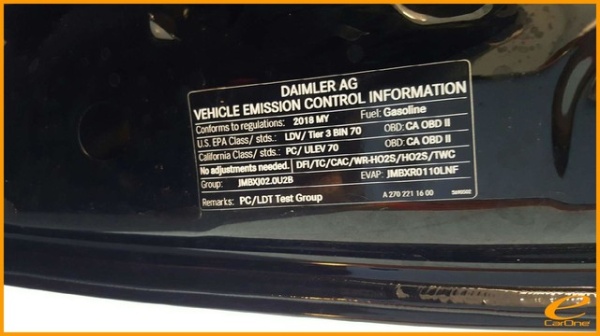 DAIMLER AG
VEHICLE EMISSION CONTROL INFORMATION
Conforms to regulations: 2018 MY Fuel: Gasoline
U.S. EPA Class/ stds.: LDV/ Tier 3 BIN 70 OBD: CA OBD II
California Class/ stds.: PC/ ULEV 70 OBD: CA OBD II
No adjustments needed. DFI/TC/CAC/WR-HO2S/HO2S/TWC
Group: JMBXJ02.0U2B EVAP: JMBXR0110LNF
Remarks: PC/LDT Test Group A 270 221 16 00
e
CarOne